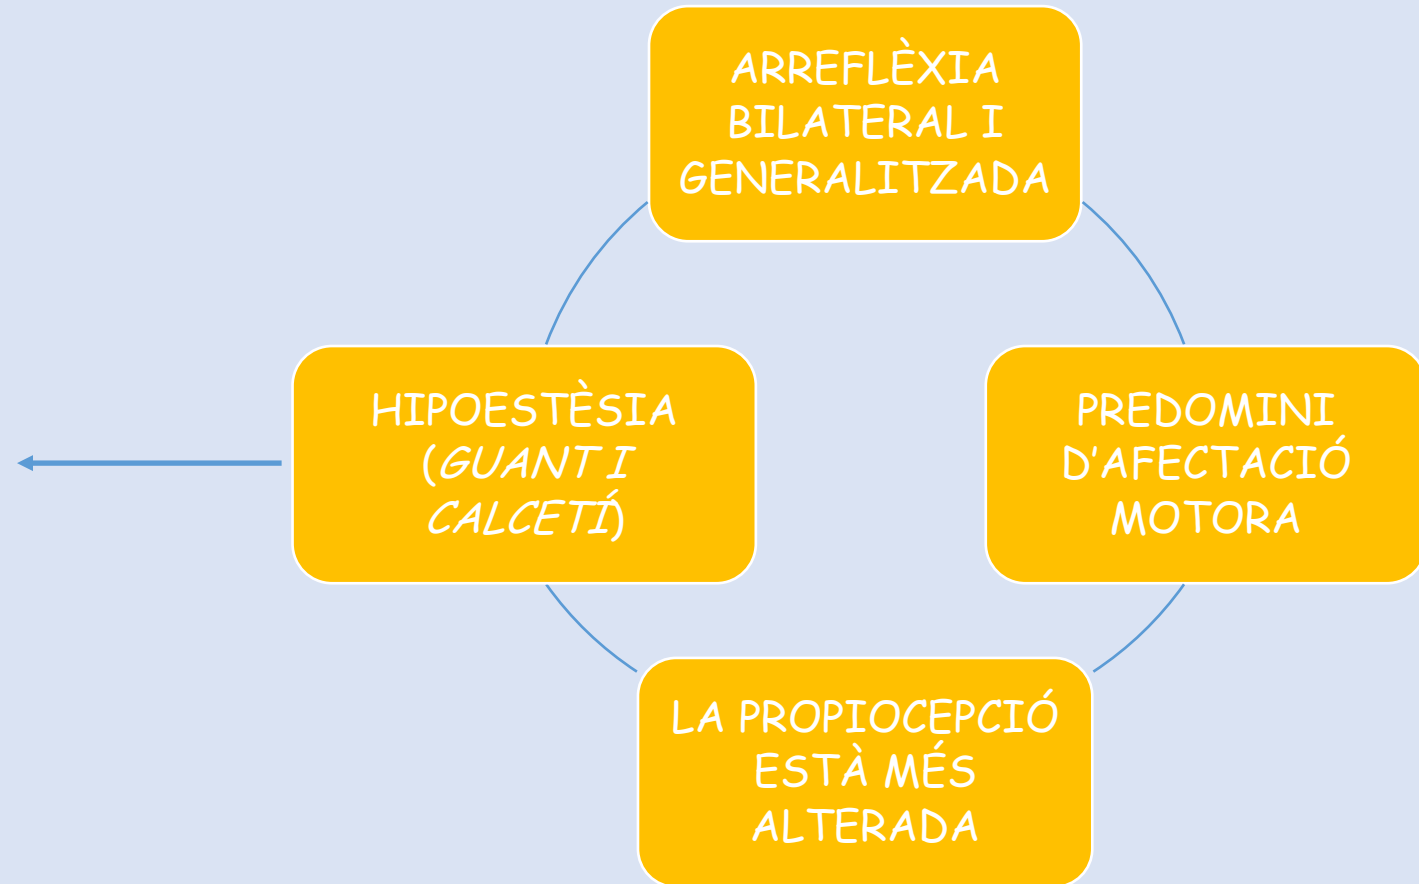 ARREFLÈXIA
BILATERAL I
GENERALITZADA
HIPOESTÈSIA
(GUANT I
CALCETÍ)
PREDOMINI
D'AFECTACIÓ
MOTORA
LA PROPIOCEPCIÓ
ESTÀ MÉS
ALTERADA